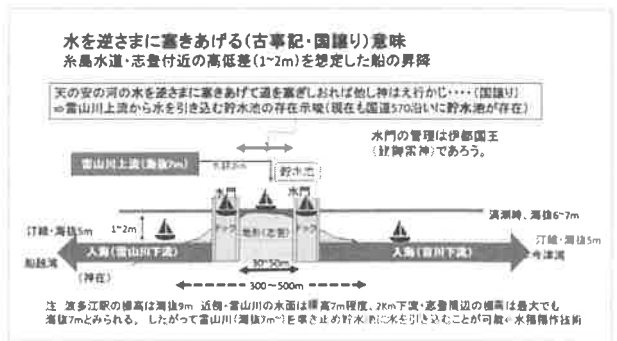 水を逆さまに塞きあげる(古事記・国譲り)意味
糸島水道・志登付近の高低差(1~2m)を想定した船の昇降
天の安の河の水を逆さまに塞きあげて道を塞ぎしおれば他し神はえ行かじ・・・・(国譲り)
⇨雷山川上流から水を引き込む貯水池の存在示唆(現在も国道570沿いに貯水池が存在)
水門の管理は伊都国王
(建御雷神)であろう。
雷山川上流(海抜7m)
貯水池
水門
水門
満潮時、海抜6~7m
汀線・海抜5m
1~2m
ドック
地形(志登)
ドック
汀線・海抜5m
入海(雷山川下流)
入海(瑞梅寺川下流)
船越湾
(神在)
今津湾
30~50m
300~500m
注 波多江駅の標高は海抜9m 近傍・雷山川の水面は標高7m程度、2Km下流・志登周辺の標高は最大でも
海抜7mとみられる。 したがって雷山川(海抜7m~)を堰き止め貯水池に水を引き込むことが可能